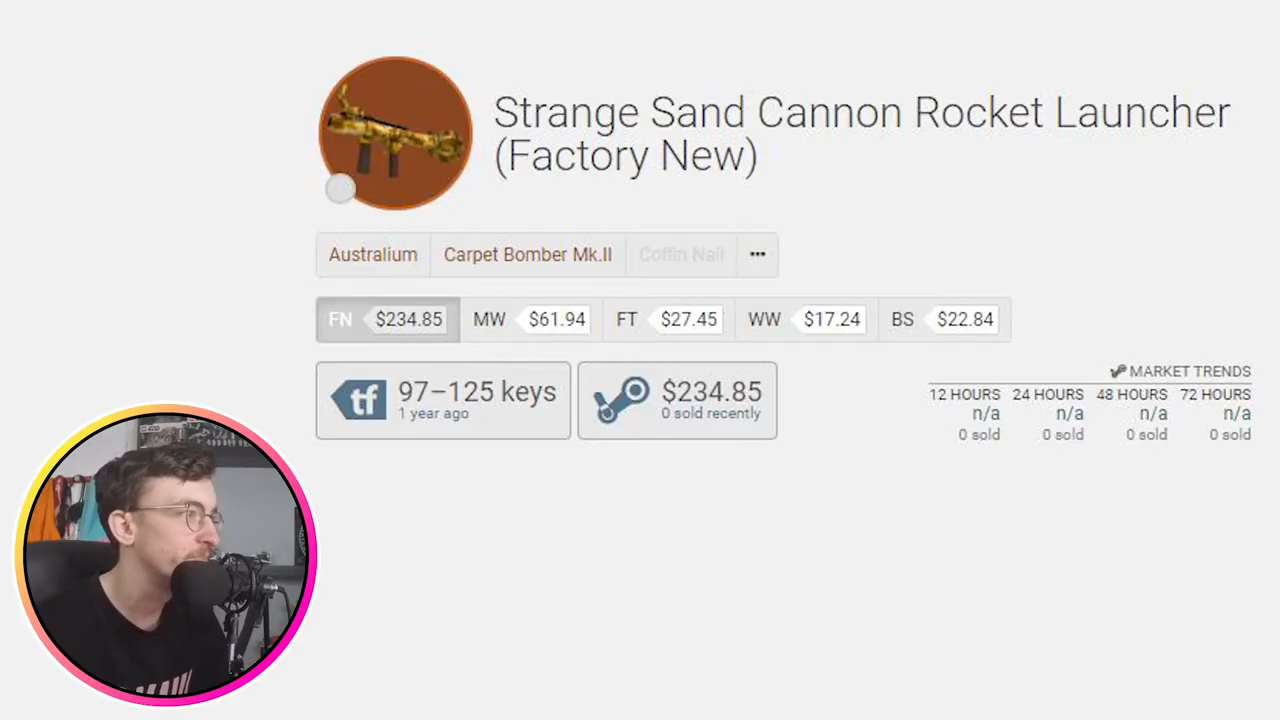 Strange Sand Cannon Rocket Launcher
(Factory New)
Australium Carpet Bomber Mk.II Coffin Nail ···
FN $234.85 MW $61.94 FT $27.45 WW $17.24 BS $22.84
tf 97–125 keys
1 year ago
$234.85
0 sold recently
MARKET TRENDS
12 HOURS 24 HOURS 48 HOURS 72 HOURS
n/a n/a n/a n/a
0 sold 0 sold 0 sold 0 sold